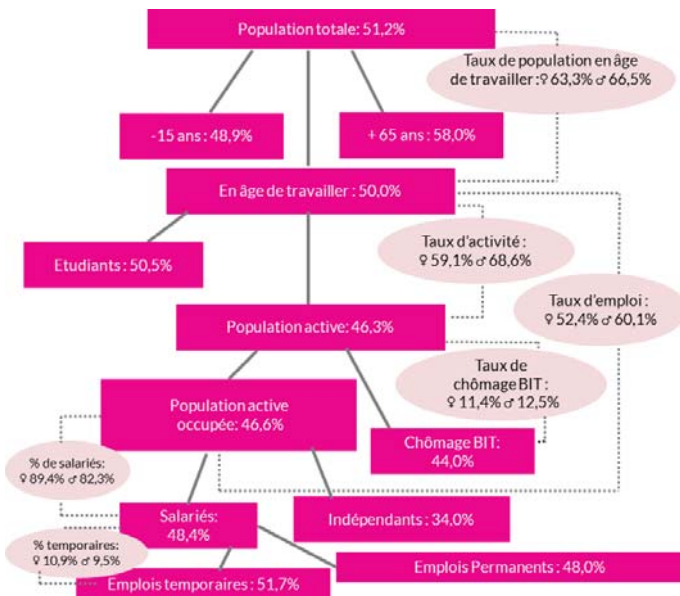 Population totale: 51,2%
Taux de population en âge
de travailler :♀ 63,3% ♂ 66,5%
-15 ans : 48,9%
+ 65 ans : 58,0%
En âge de travailler : 50,0%
Etudiants : 50,5%
Taux d'activité :
♀ 59,1% ♂ 68,6%
Taux d'emploi :
♀ 52,4% ♂ 60,1%
Population active: 46,3%
Taux de
chômage BIT :
♀ 11,4% ♂ 12,5%
Population active
occupée: 46,6%
Chômage BIT:
44,0%
% de salariés:
♀ 89,4% ♂ 82,3%
Salariés:
48,4%
Indépendants : 34,0%
% temporaires:
♀ 10,9% ♂ 9,5%
Emplois temporaires : 51,7%
Emplois Permanents : 48,0%